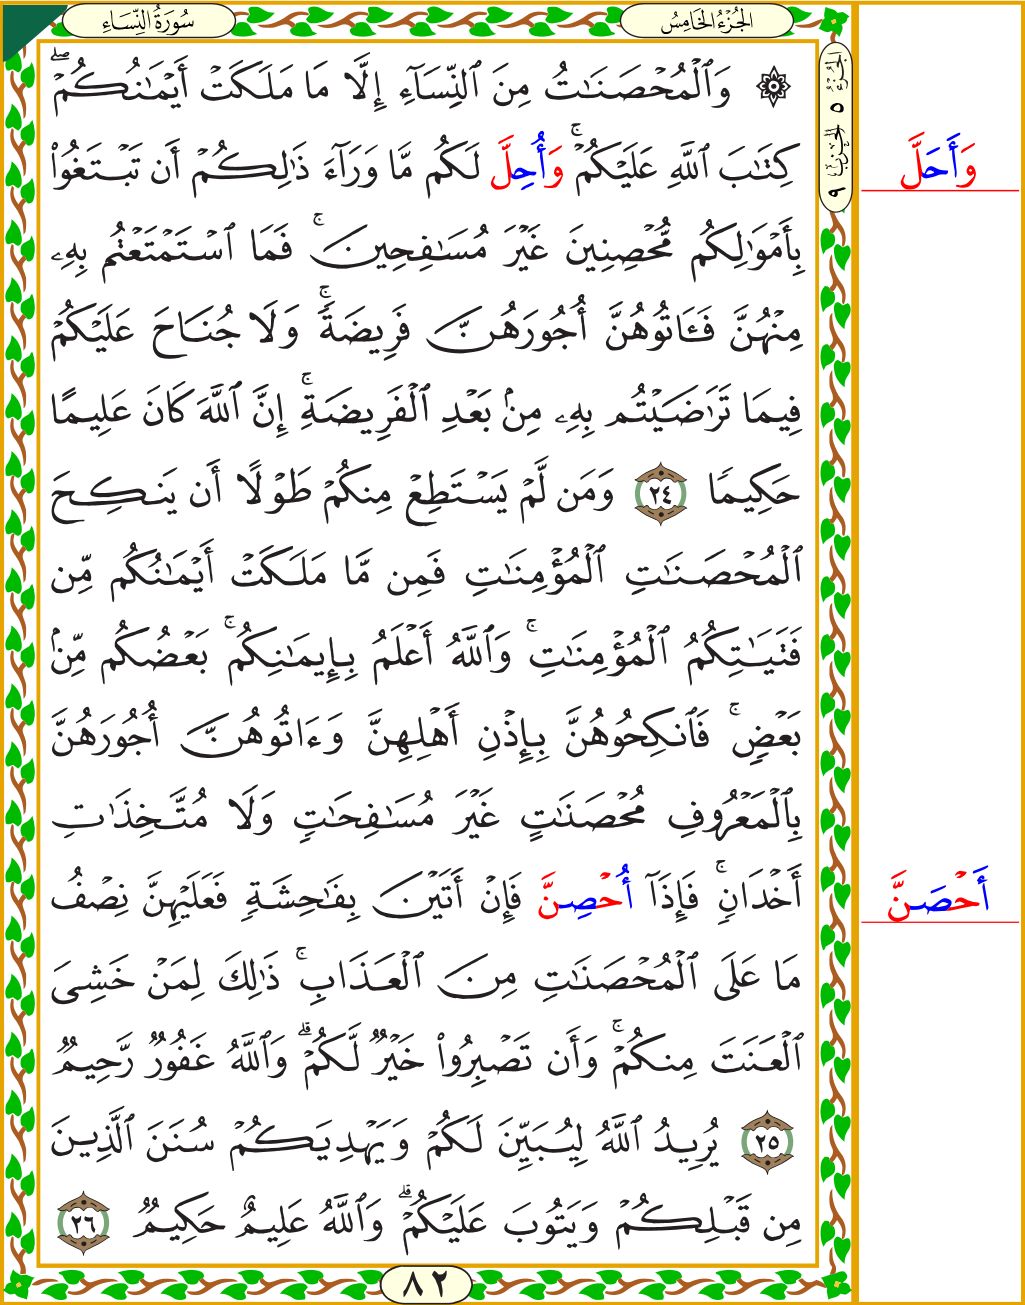 سُورَةُ النِّسَاءِ
الجُزْءُ الخَامِسُ
الجُزْءُ ٥ الحِزْبُ ٩
۞ وَٱلۡمُحۡصَنَٰتُ مِنَ ٱلنِّسَآءِ إِلَّا مَا مَلَكَتۡ أَيۡمَٰنُكُمۡۖ
كِتَٰبَ ٱللَّهِ عَلَيۡكُمۡۚ وَأُحِلَّ لَكُم مَّا وَرَآءَ ذَٰلِكُمۡ أَن تَبۡتَغُواْ
وَأَحَلَّ
بِأَمۡوَٰلِكُم مُّحۡصِنِينَ غَيۡرَ مُسَٰفِحِينَۚ فَمَا ٱسۡتَمۡتَعۡتُم بِهِۦ
مِنۡهُنَّ فَـَٔاتُوهُنَّ أُجُورَهُنَّ فَرِيضَةٗۚ وَلَا جُنَاحَ عَلَيۡكُمۡ
فِيمَا تَرَٰضَيۡتُم بِهِۦ مِنۢ بَعۡدِ ٱلۡفَرِيضَةِۚ إِنَّ ٱللَّهَ كَانَ عَلِيمًا
حَكِيمٗا ٢٤ وَمَن لَّمۡ يَسۡتَطِعۡ مِنكُمۡ طَوۡلًا أَن يَنكِحَ
ٱلۡمُحۡصَنَٰتِ ٱلۡمُؤۡمِنَٰتِ فَمِن مَّا مَلَكَتۡ أَيۡمَٰنُكُم مِّن
فَتَيَٰتِكُمُ ٱلۡمُؤۡمِنَٰتِۚ وَٱللَّهُ أَعۡلَمُ بِإِيمَٰنِكُمۚ بَعۡضُكُم مِّنۢ
بَعۡضٖۚ فَٱنكِحُوهُنَّ بِإِذۡنِ أَهۡلِهِنَّ وَءَاتُوهُنَّ أُجُورَهُنَّ
بِٱلۡمَعۡرُوفِ مُحۡصَنَٰتٍ غَيۡرَ مُسَٰفِحَٰتٖ وَلَا مُتَّخِذَٰتِ
أَخۡدَانٖۚ فَإِذَآ أُحۡصِنَّ فَإِنۡ أَتَيۡنَ بِفَٰحِشَةٖ فَعَلَيۡهِنَّ نِصۡفُ
أَحۡصَنَّ
مَا عَلَى ٱلۡمُحۡصَنَٰتِ مِنَ ٱلۡعَذَابِۚ ذَٰلِكَ لِمَنۡ خَشِيَ
ٱلۡعَنَتَ مِنكُمۡۚ وَأَن تَصۡبِرُواْ خَيۡرٞ لَّكُمۡۗ وَٱللَّهُ غَفُورٞ رَّحِيمٞ
٢٥ يُرِيدُ ٱللَّهُ لِيُبَيِّنَ لَكُمۡ وَيَهۡدِيَكُمۡ سُنَنَ ٱلَّذِينَ
مِن قَبۡلِكُمۡ وَيَتُوبَ عَلَيۡكُمۡۗ وَٱللَّهُ عَلِيمٌ حَكِيمٞ ٢٦
٨٢